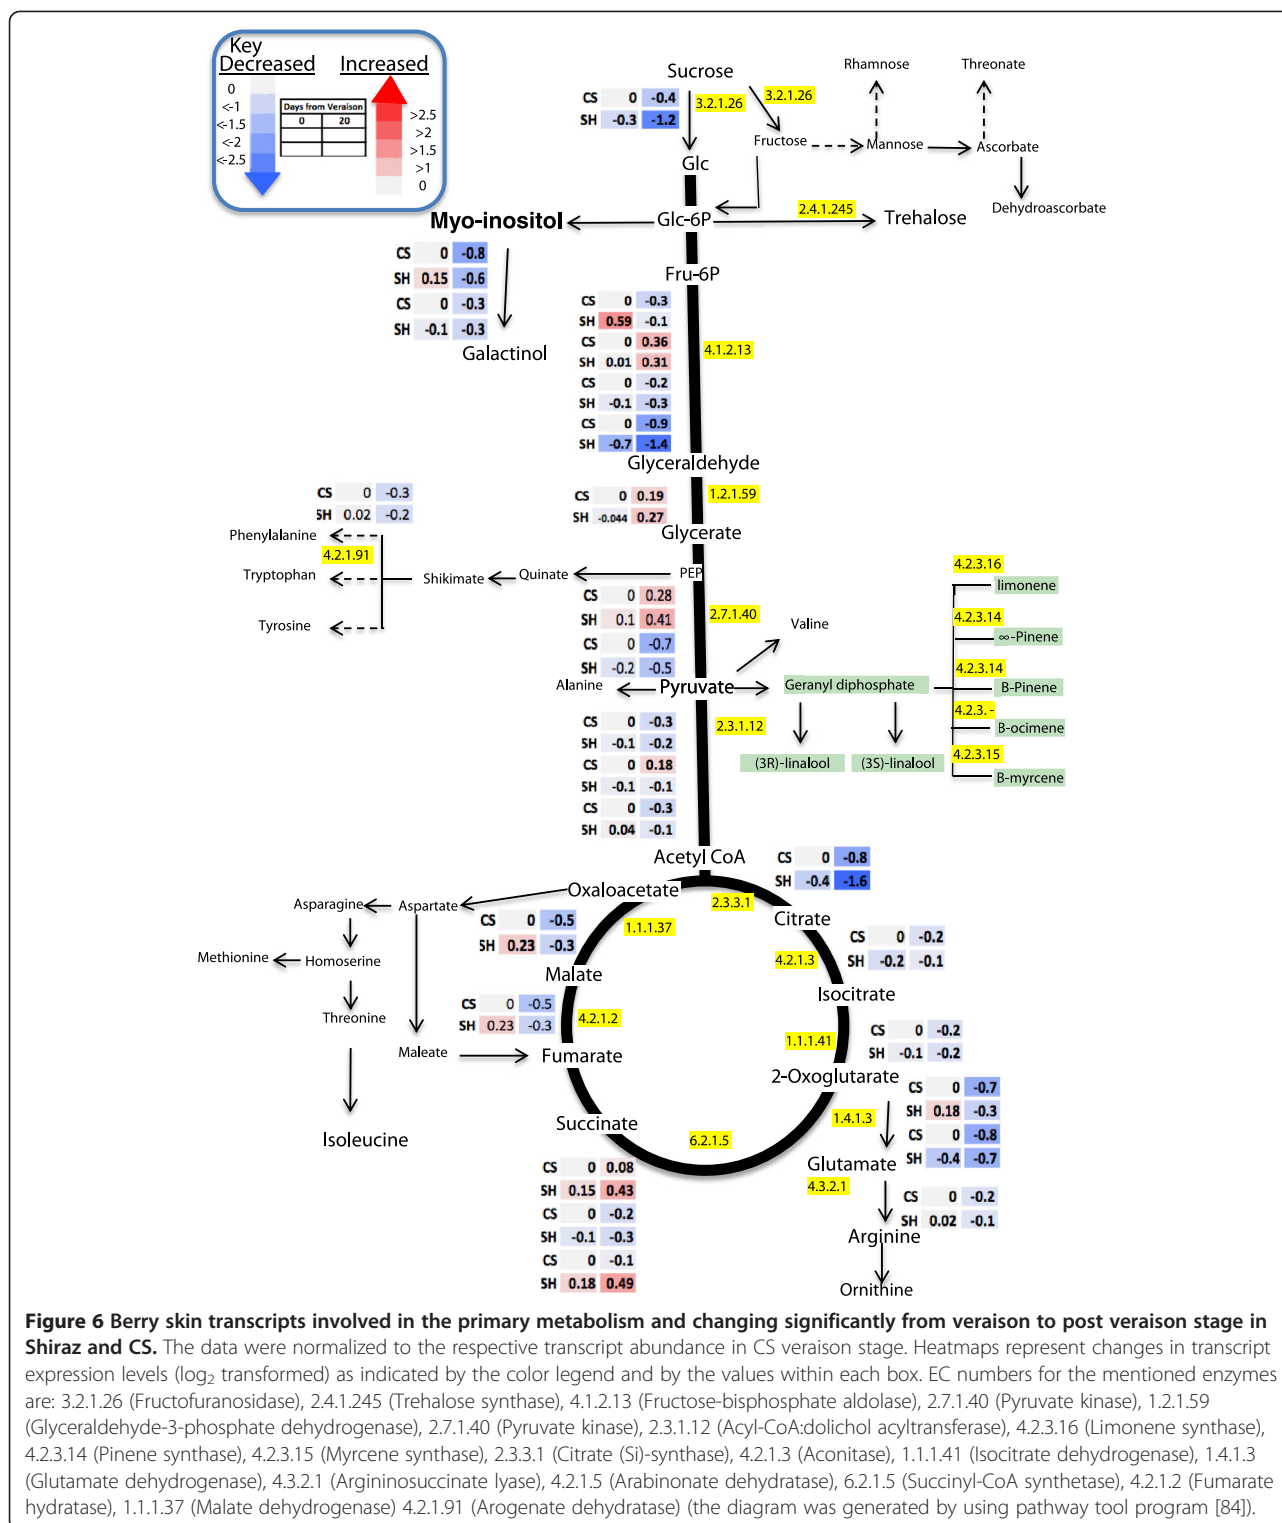 Key
Decreased Increased
0
<-1
<-1.5
<-2
<-2.5
Days from Veraison
0 20
>2.5
>2
>1.5
>1
0
Sucrose
3.2.1.26
3.2.1.26
CS 0 -0.4
SH -0.3 -1.2
Rhamnose
Threonate
Fructose
Mannose
Ascorbate
Glc
Dehydroascorbate
Myo-inositol
Glc-6P
2.4.1.245
Trehalose
CS 0 -0.8
SH 0.15 -0.6
CS 0 -0.3
SH -0.1 -0.3
Galactinol
Fru-6P
CS 0 -0.3
SH 0.59 -0.1
CS 0 0.36
SH 0.01 0.31
CS 0 -0.2
SH -0.1 -0.3
CS 0 -0.9
SH -0.7 -1.4
4.1.2.13
Glyceraldehyde
CS 0 0.19
SH -0.044 0.27
1.2.1.59
Glycerate
CS 0 -0.3
SH 0.02 -0.2
Phenylalanine
4.2.1.91
Tryptophan
Tyrosine
Shikimate
Quinate
PEP
CS 0 0.28
SH 0.1 0.41
CS 0 -0.7
SH -0.2 -0.5
2.7.1.40
Valine
Alanine
Pyruvate
Geranyl diphosphate
4.2.3.16
limonene
4.2.3.14
∞-Pinene
4.2.3.14
B-Pinene
4.2.3. -
B-ocimene
4.2.3.15
B-myrcene
(3R)-linalool
(3S)-linalool
2.3.1.12
CS 0 -0.3
SH -0.1 -0.2
CS 0 0.18
SH -0.1 -0.1
CS 0 -0.3
SH 0.04 -0.1
Acetyl CoA
CS 0 -0.8
SH -0.4 -1.6
Oxaloacetate
2.3.3.1
Citrate
Asparagine
Aspartate
CS 0 -0.5
SH 0.23 -0.3
1.1.1.37
4.2.1.3
CS 0 -0.2
SH -0.2 -0.1
Methionine
Homoserine
Malate
Isocitrate
Threonine
CS 0 -0.5
SH 0.23 -0.3
4.2.1.2
1.1.1.41
CS 0 -0.2
SH -0.1 -0.2
Maleate
Fumarate
2-Oxoglutarate
CS 0 -0.7
SH 0.18 -0.3
CS 0 -0.8
SH -0.4 -0.7
1.4.1.3
Isoleucine
Succinate
6.2.1.5
Glutamate
4.3.2.1
CS 0 0.08
SH 0.15 0.43
CS 0 -0.2
SH -0.1 -0.3
CS 0 -0.1
SH 0.18 0.49
CS 0 -0.2
SH 0.02 -0.1
Arginine
Ornithine
Figure 6 Berry skin transcripts involved in the primary metabolism and changing significantly from veraison to post veraison stage in
Shiraz and CS. The data were normalized to the respective transcript abundance in CS veraison stage. Heatmaps represent changes in transcript
expression levels (log2 transformed) as indicated by the color legend and by the values within each box. EC numbers for the mentioned enzymes
are: 3.2.1.26 (Fructofuranosidase), 2.4.1.245 (Trehalose synthase), 4.1.2.13 (Fructose-bisphosphate aldolase), 2.7.1.40 (Pyruvate kinase), 1.2.1.59
(Glyceraldehyde-3-phosphate dehydrogenase), 2.7.1.40 (Pyruvate kinase), 2.3.1.12 (Acyl-CoA:dolichol acyltransferase), 4.2.3.16 (Limonene synthase),
4.2.3.14 (Pinene synthase), 4.2.3.15 (Myrcene synthase), 2.3.3.1 (Citrate (Si)-synthase), 4.2.1.3 (Aconitase), 1.1.1.41 (Isocitrate dehydrogenase), 1.4.1.3
(Glutamate dehydrogenase), 4.3.2.1 (Argininosuccinate lyase), 4.2.1.5 (Arabinonate dehydratase), 6.2.1.5 (Succinyl-CoA synthetase), 4.2.1.2 (Fumarate
hydratase), 1.1.1.37 (Malate dehydrogenase) 4.2.1.91 (Arogenate dehydratase) (the diagram was generated by using pathway tool program [84]).